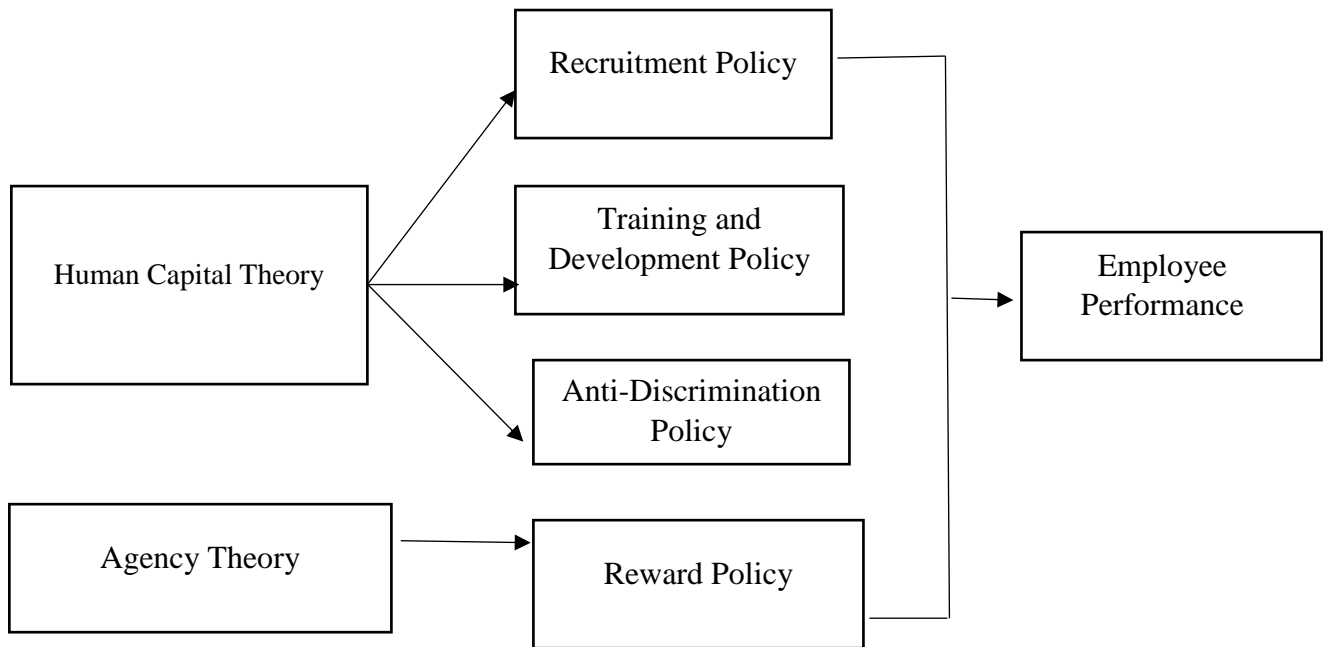 Recruitment Policy
Training and
Development Policy
Human Capital Theory
Employee
Performance
Anti-Discrimination
Policy
Agency Theory
Reward Policy